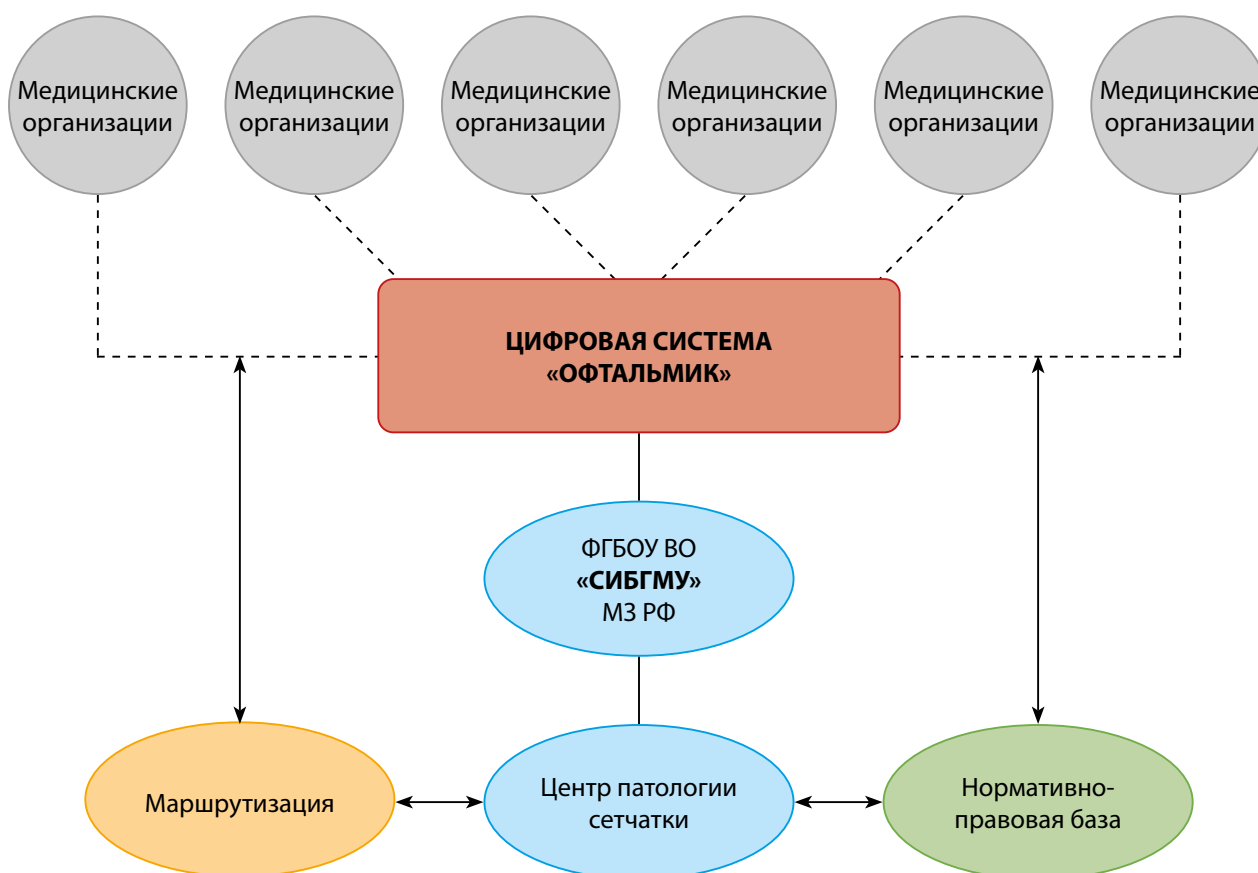 Медицинские
организации
Медицинские
организации
Медицинские
организации
Медицинские
организации
Медицинские
организации
Медицинские
организации
ЦИФРОВАЯ СИСТЕМА
«ОФТАЛЬМИК»
ФГБОУ ВО
«СИБГМУ»
МЗ РФ
Маршрутизация
Центр патологии
сетчатки
Нормативно-
правовая база